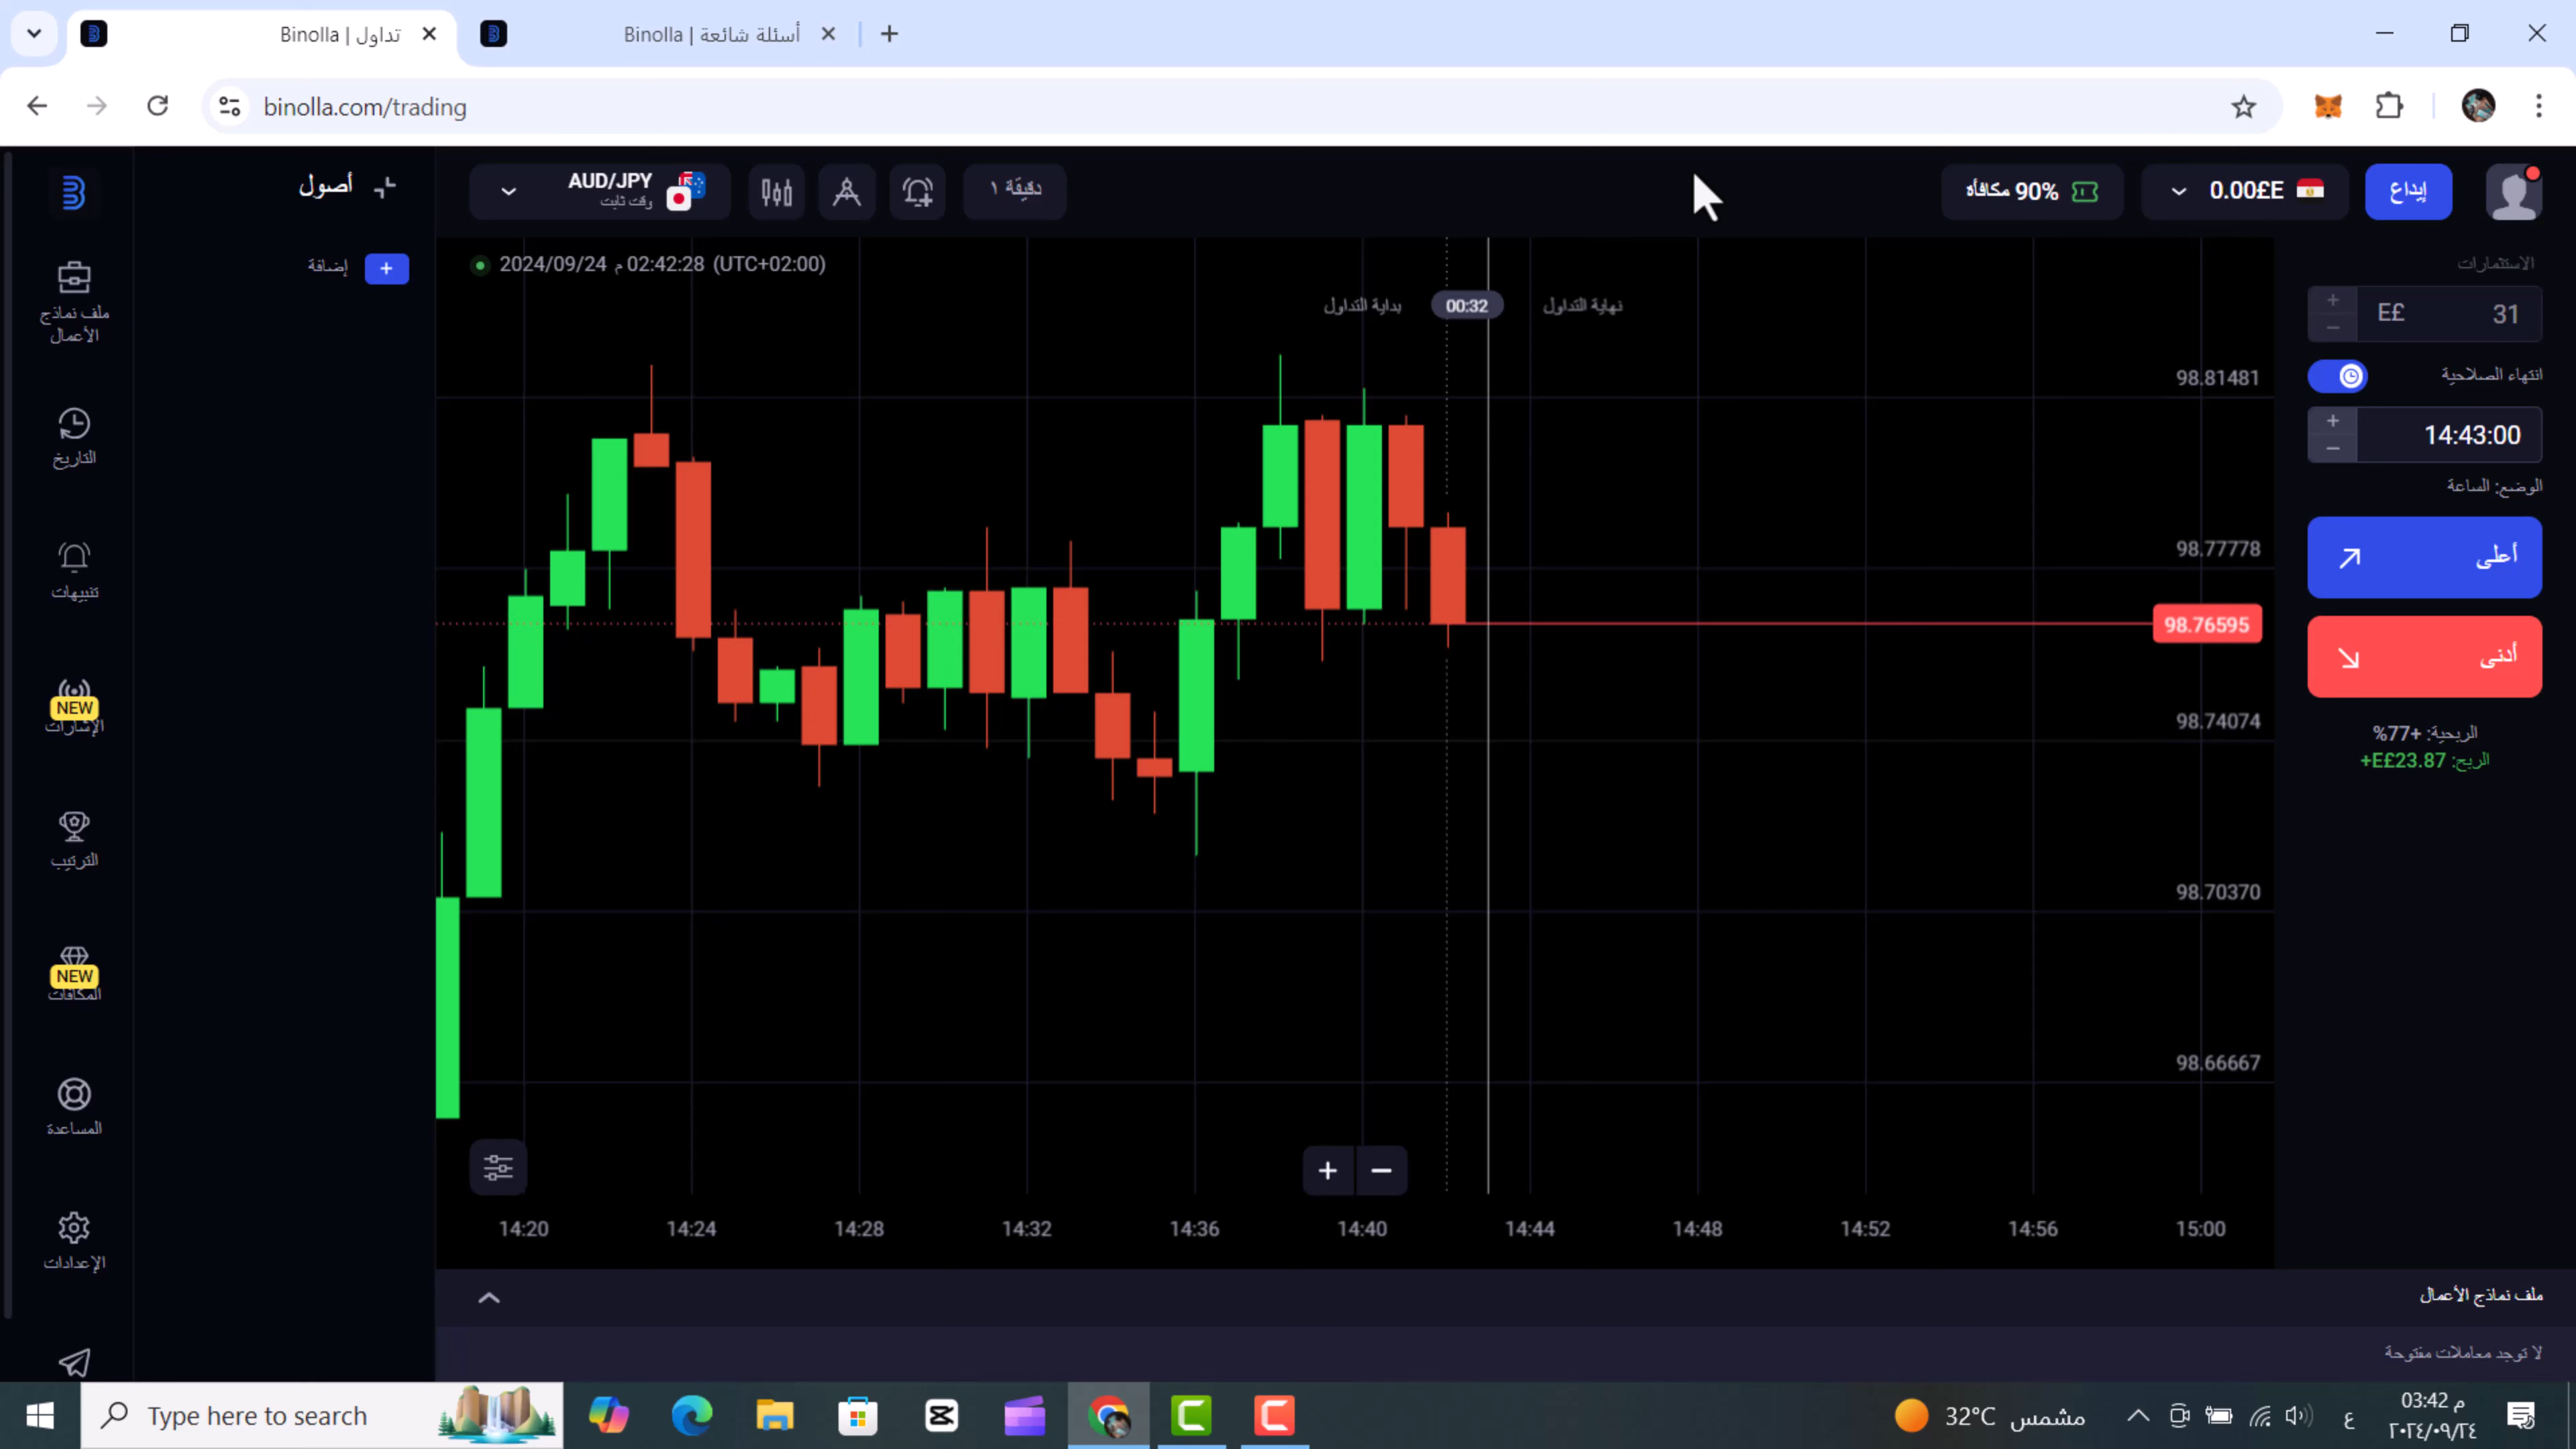 Binolla | تداول
Binolla | أسئلة شائعة
binolla.com/trading
أصول
AUD/JPY
وقت ثابت
دقيقة ١
90% مكافأة
0.00£E
إيداع
إضافة
+
2024/09/24 م 02:42:28 (UTC+02:00)
بداية التداول
00:32
نهاية التداول
الاستثمارات
E£
31
انتهاء الصلاحية
14:43:00
الوضع: الساعة
أعلى
أدنى
الربحية: +77%
الربح: +E£23.87
98.81481
98.77778
98.76595
98.74074
98.70370
98.66667
ملف نماذج
الأعمال
التاريخ
تنبيهات
NEW
الإشارات
الترتيب
NEW
المكافآت
المساعدة
الإعدادات
+ −
14:20 14:24 14:28 14:32 14:36 14:40 14:44 14:48 14:52 14:56 15:00
ملف نماذج الأعمال
لا توجد معاملات مفتوحة
Type here to search
32°C مشمس
ع
03:42 م
٢٠٢٤/٠٩/٢٤